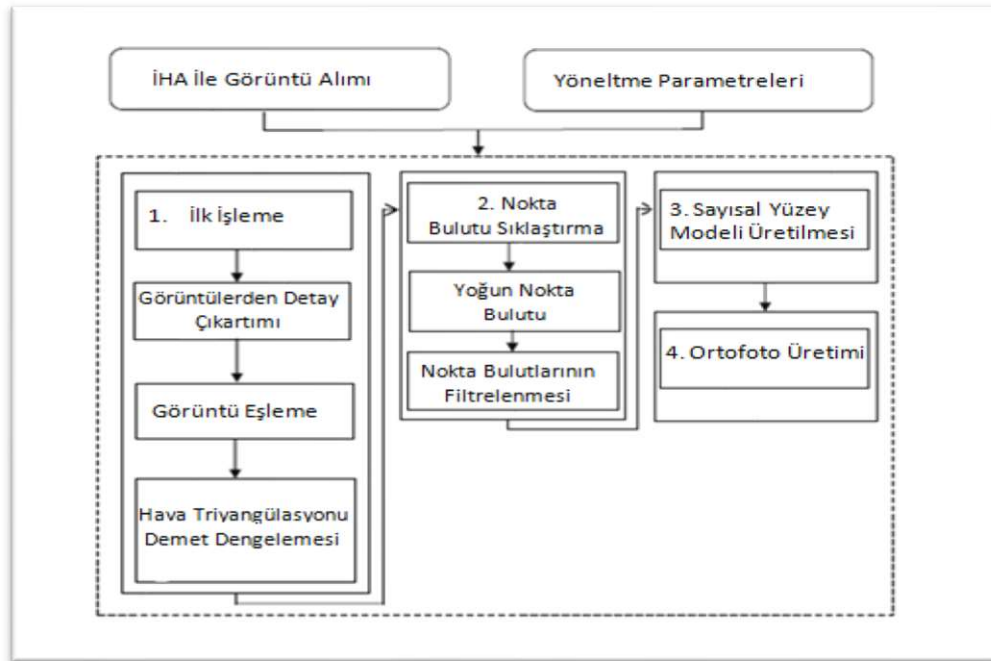 İHA İle Görüntü Alımı
Yöneltme Parametreleri
1. İlk İşleme
Görüntülerden Detay
Çıkartımı
Görüntü Eşleme
Hava Triyangülasyonu
Demet Dengelemesi
2. Nokta
Bulutu Sıklaştırma
Yoğun Nokta
Bulutu
Nokta Bulutlarının
Filtrelenmesi
3. Sayısal Yüzey
Modeli Üretilmesi
4. Ortofoto Üretimi